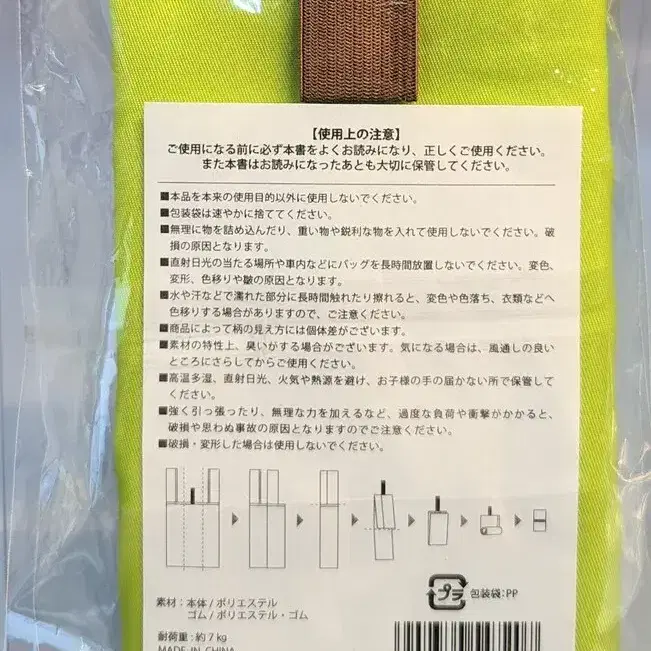 【使用上の注意】
ご使用になる前に必ず本書をよくお読みになり、正しくご使用ください。
また本書はお読みになったあとも大切に保管してください。
■本品を本来の使用目的以外に使用しないでください。
■包装袋は速やかに捨ててください。
■無理に物を詰め込んだり、重い物や鋭利な物を入れて使用しないでください。破
損の原因となります。
■直射日光の当たる場所や車内などにバッグを長時間放置しないでください。変色、
変形、色移りや皺の原因となります。
■水や汗などで濡れた部分に長時間触れたり擦れると、変色や色落ち、衣類などへ
色移りする場合がありますので、ご注意ください。
■商品によって柄の見え方には個体差がございます。
■素材の特性上、臭いがする場合がございます。気になる場合は、風通しの良い
ところにさらしてからご使用ください。
■高温多湿、直射日光、火気や熱源を避け、お子様の手の届かない所で保管して
ください。
■強く引っ張ったり、無理な力を加えるなど、過度な負荷や衝撃がかかると、
破損や思わぬ事故の原因となりますのでご注意ください。
■破損・変形した場合は使用しないでください。
プラ 包装袋:PP
素材:本体/ポリエステル
ゴム/ポリエステル・ゴム
耐荷重:約7kg
MADE IN CHINA